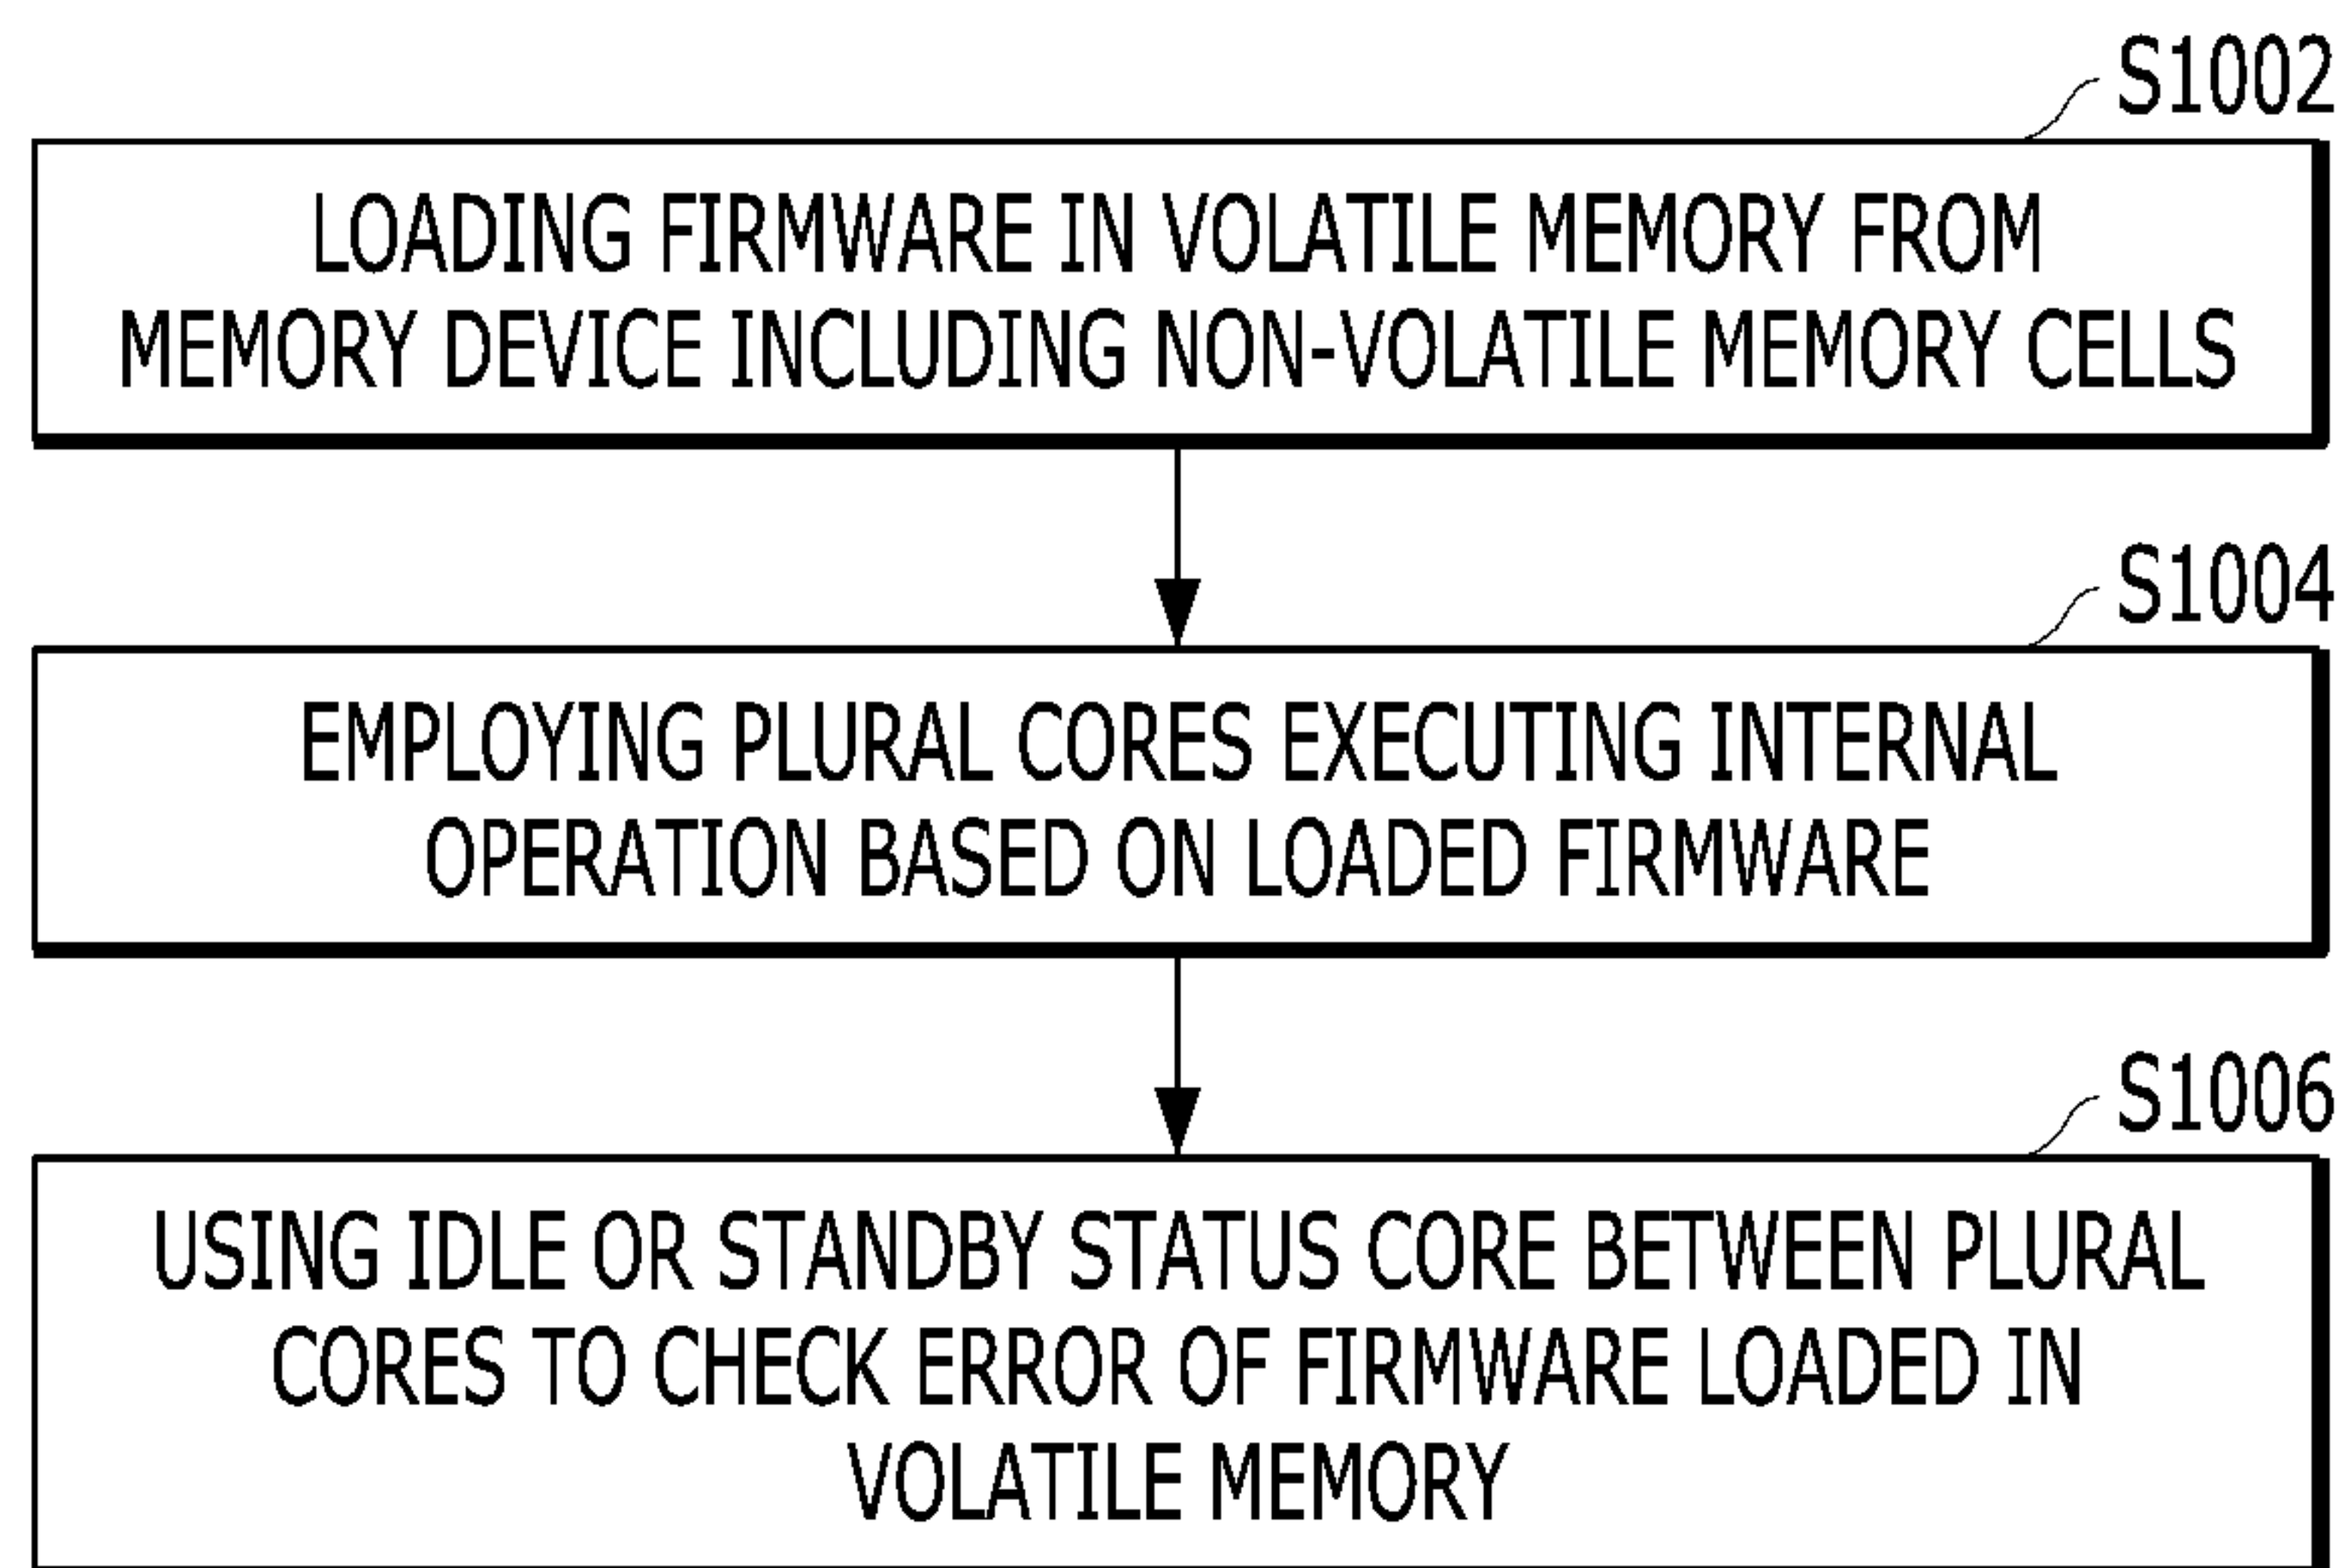 S1002
LOADING FIRMWARE IN VOLATILE MEMORY FROM
MEMORY DEVICE INCLUDING NON-VOLATILE MEMORY CELLS
S1004
EMPLOYING PLURAL CORES EXECUTING INTERNAL
OPERATION BASED ON LOADED FIRMWARE
S1006
USING IDLE OR STANDBY STATUS CORE BETWEEN PLURAL
CORES TO CHECK ERROR OF FIRMWARE LOADED IN
VOLATILE MEMORY